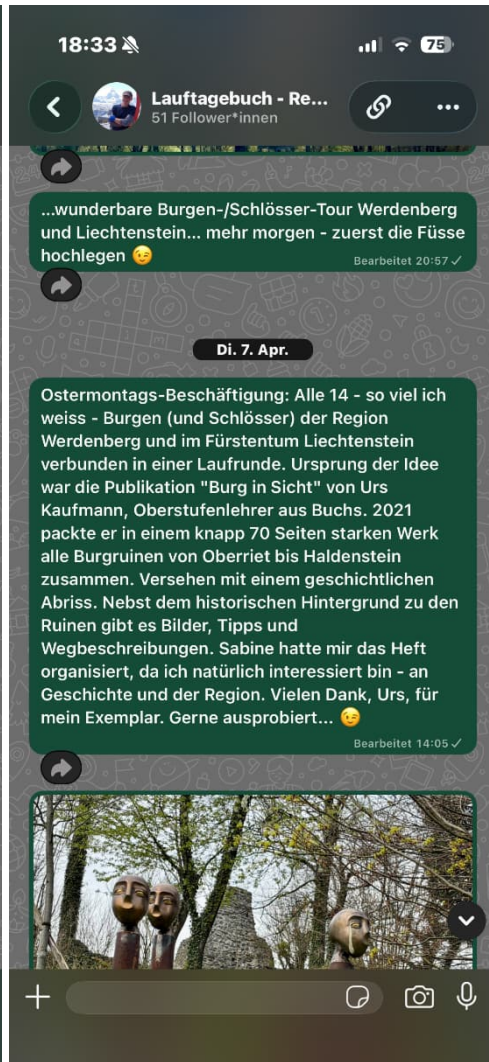 18:33
75
Lauftagebuch - Re...
51 Follower*innen
...wunderbare Burgen-/Schlösser-Tour Werdenberg
und Liechtenstein... mehr morgen - zuerst die Füsse
hochlegen 😉
Bearbeitet 20:57
Di. 7. Apr.
Ostermontags-Beschäftigung: Alle 14 - so viel ich
weiss - Burgen (und Schlösser) der Region
Werdenberg und im Fürstentum Liechtenstein
verbunden in einer Laufrunde. Ursprung der Idee
war die Publikation "Burg in Sicht" von Urs
Kaufmann, Oberstufenlehrer aus Buchs. 2021
packte er in einem knapp 70 Seiten starken Werk
alle Burgruinen von Oberriet bis Haldenstein
zusammen. Versehen mit einem geschichtlichen
Abriss. Nebst dem historischen Hintergrund zu den
Ruinen gibt es Bilder, Tipps und
Wegbeschreibungen. Sabine hatte mir das Heft
organisiert, da ich natürlich interessiert bin - an
Geschichte und der Region. Vielen Dank, Urs, für
mein Exemplar. Gerne ausprobiert... 😉
Bearbeitet 14:05